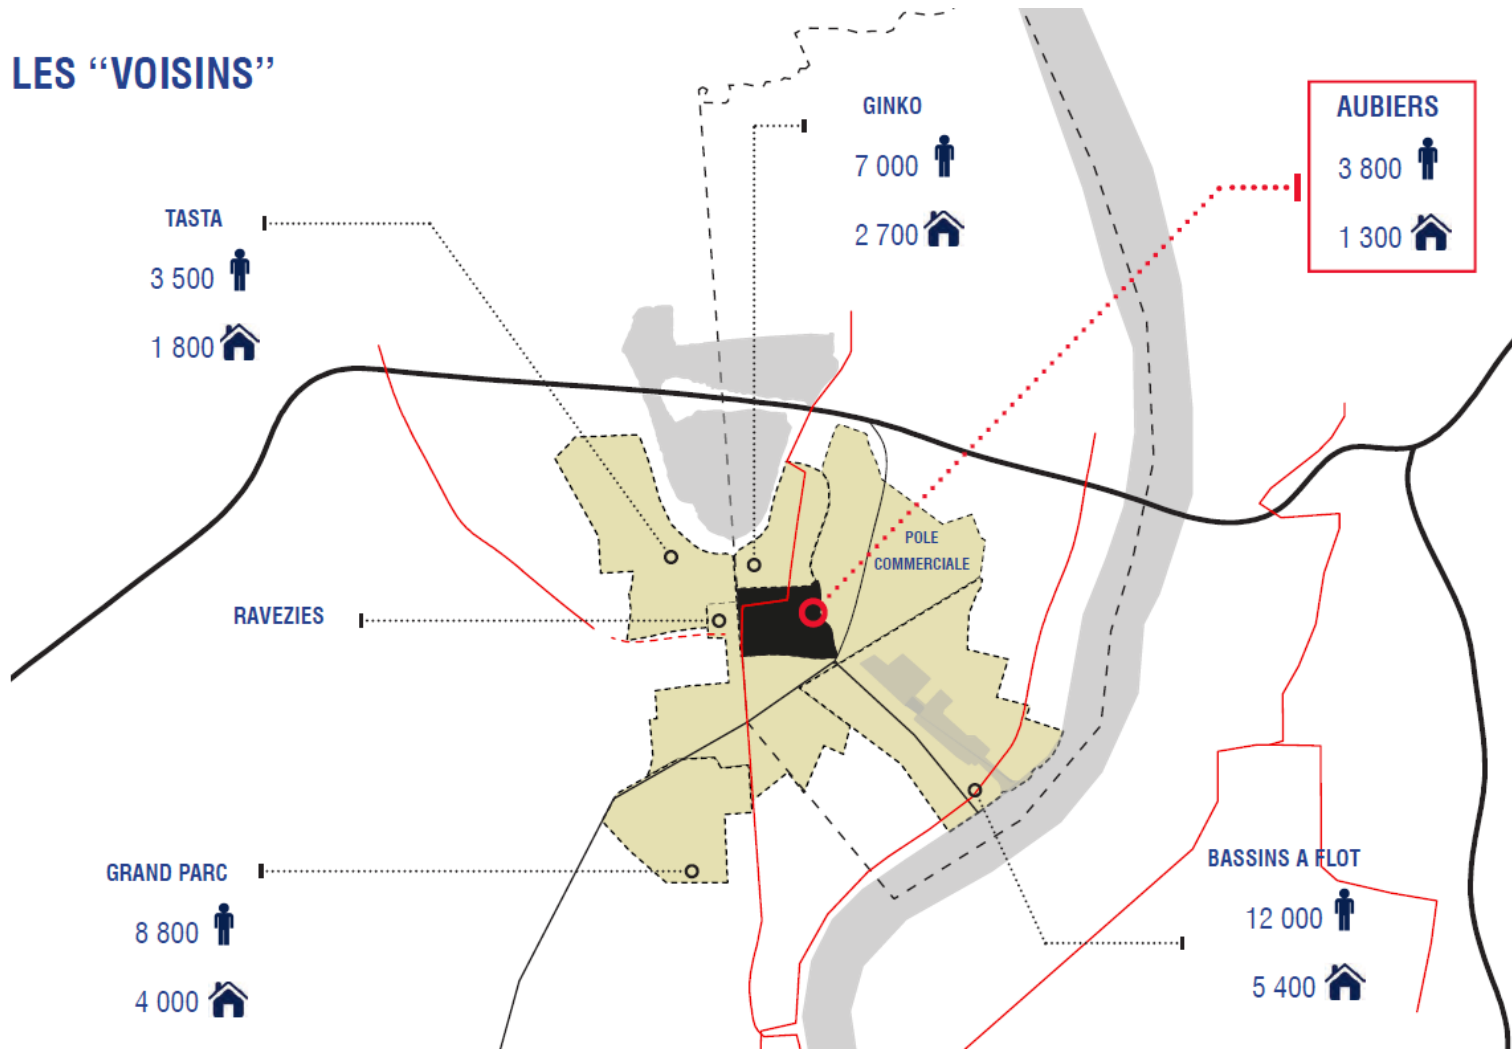 LES “VOISINS”
GINKO
7 000
2 700
AUBIERS
3 800
1 300
TASTA
3 500
1 800
POLE
COMMERCIALE
RAVEZIES
GRAND PARC
8 800
4 000
BASSINS A FLOT
12 000
5 400